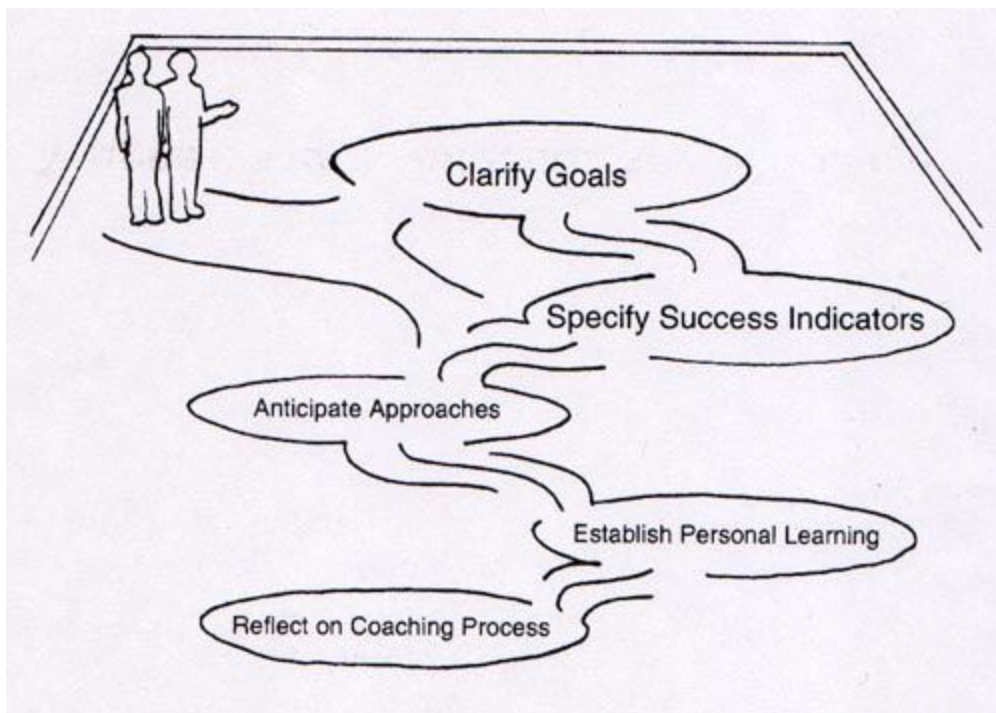 Clarify Goals
Specify Success Indicators
Anticipate Approaches
Establish Personal Learning
Reflect on Coaching Process